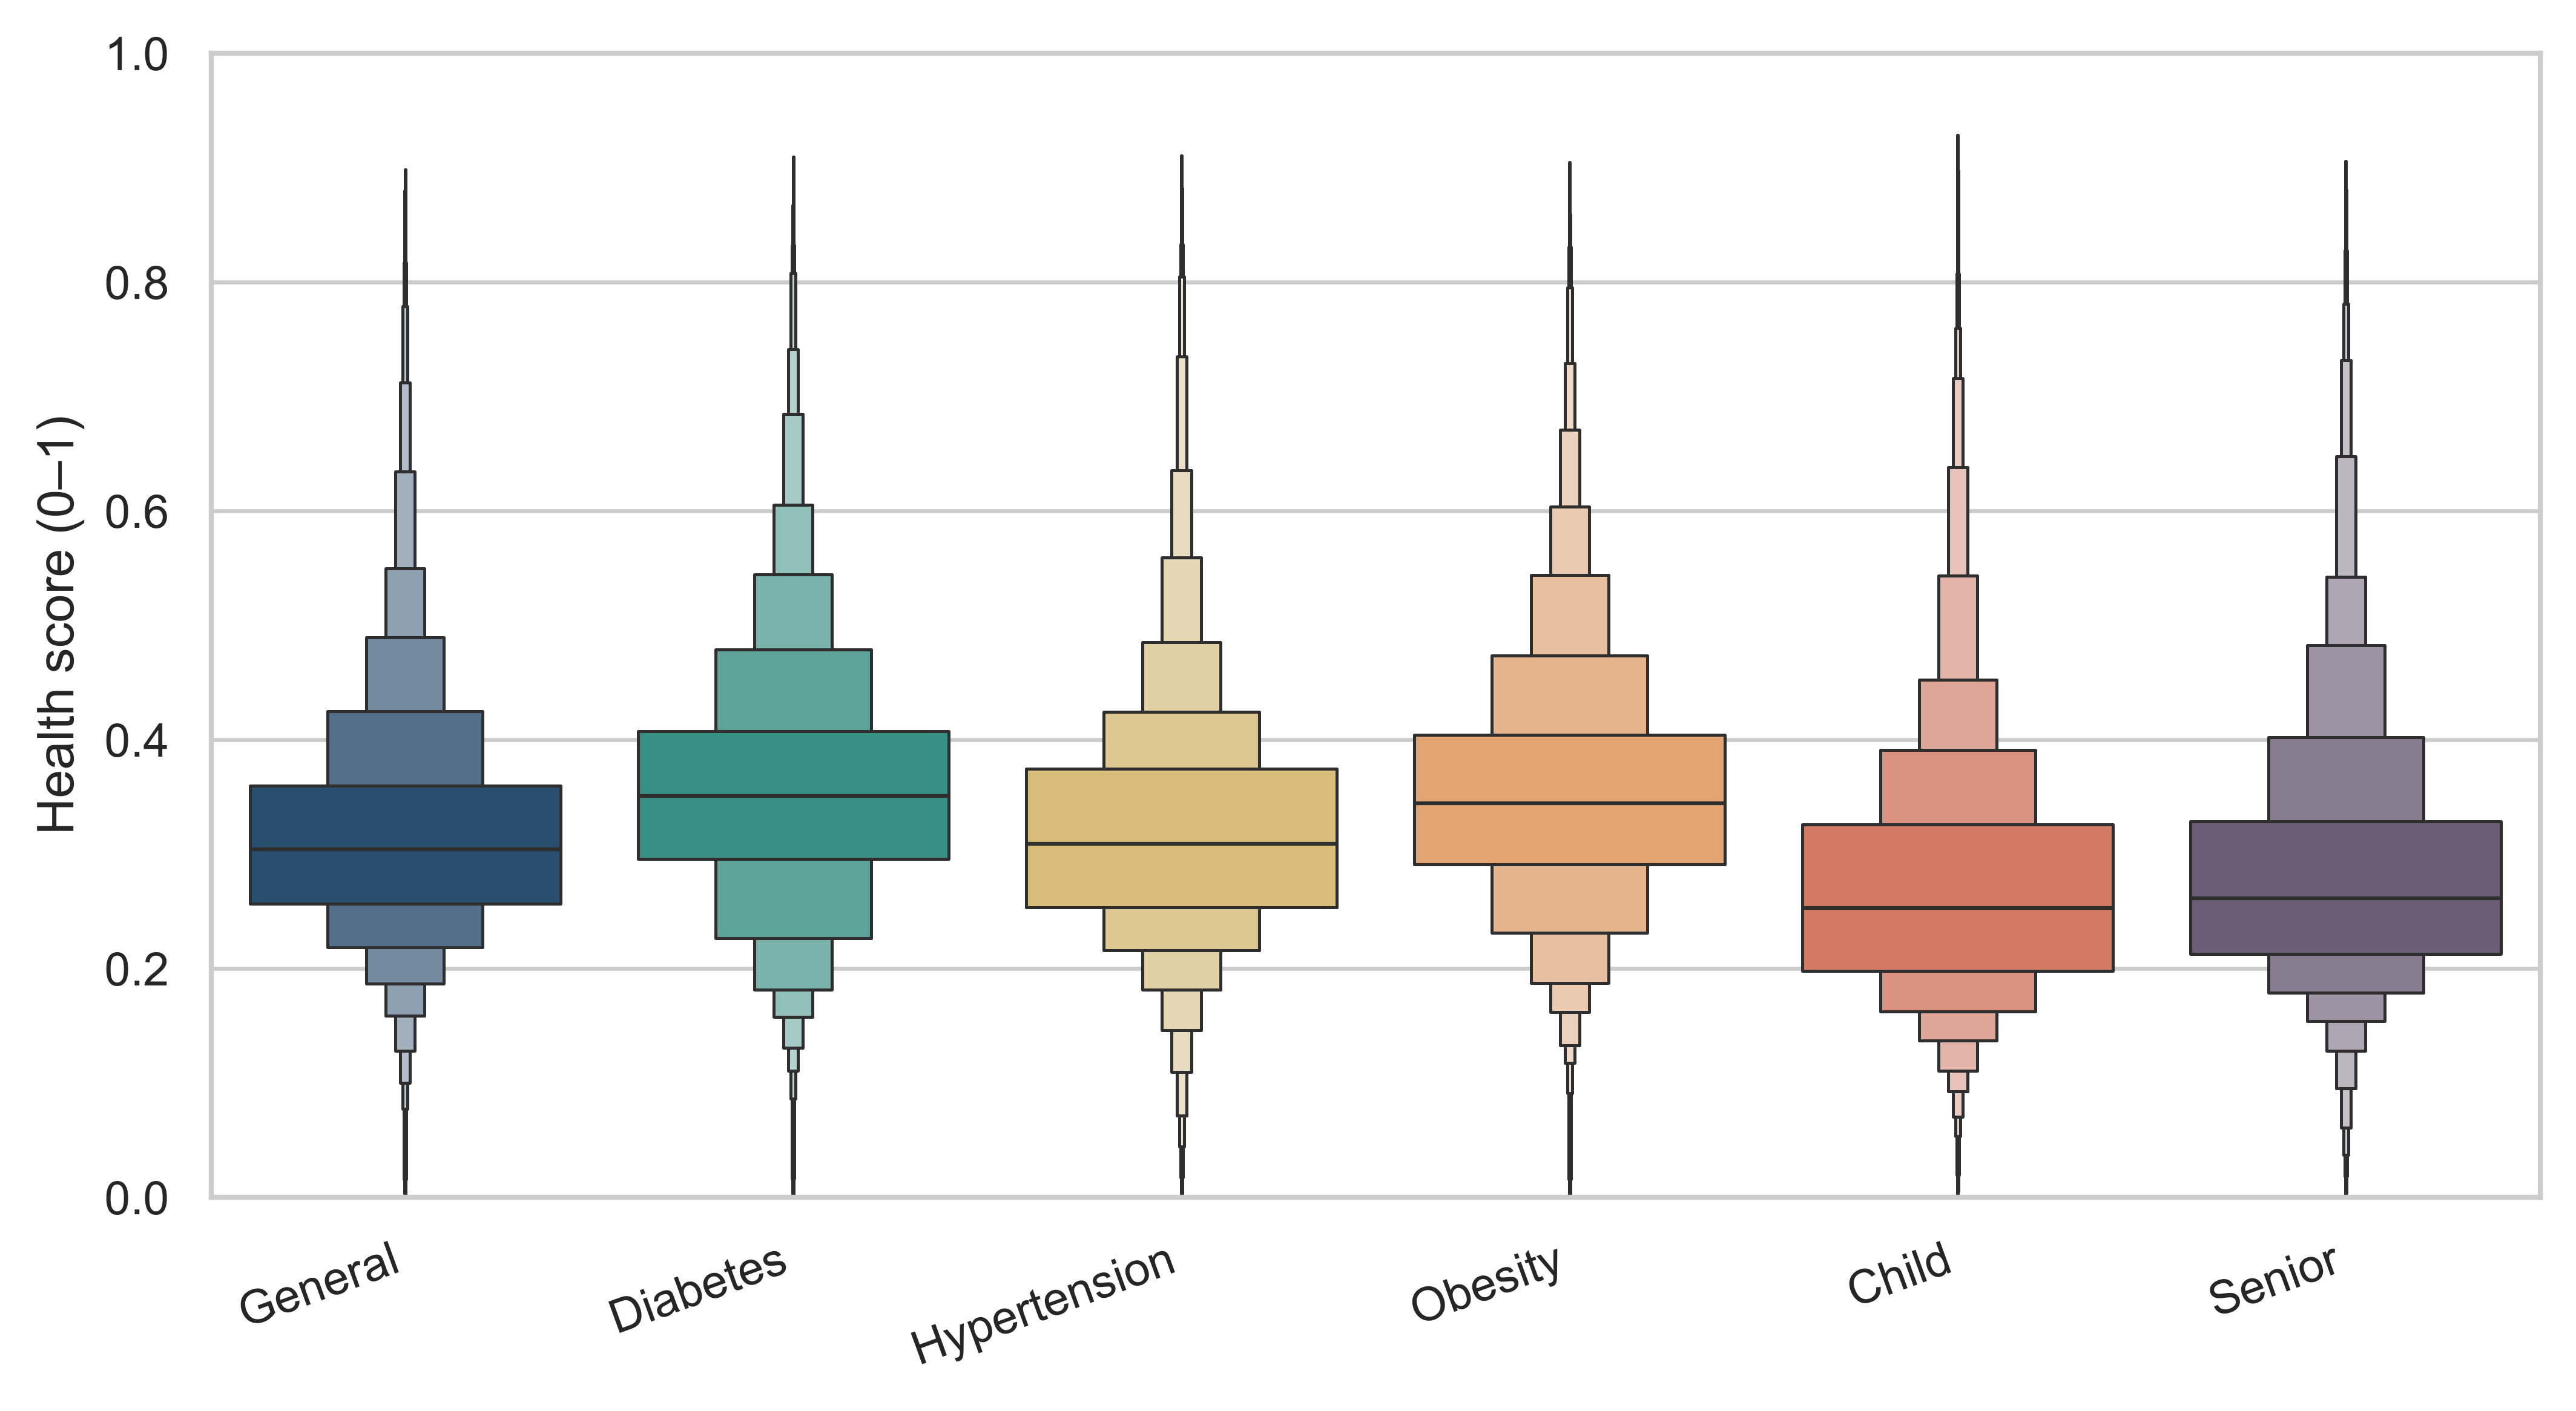 Health score (0–1)
1.0
0.8
0.6
0.4
0.2
0.0
General
Diabetes
Hypertension
Obesity
Child
Senior